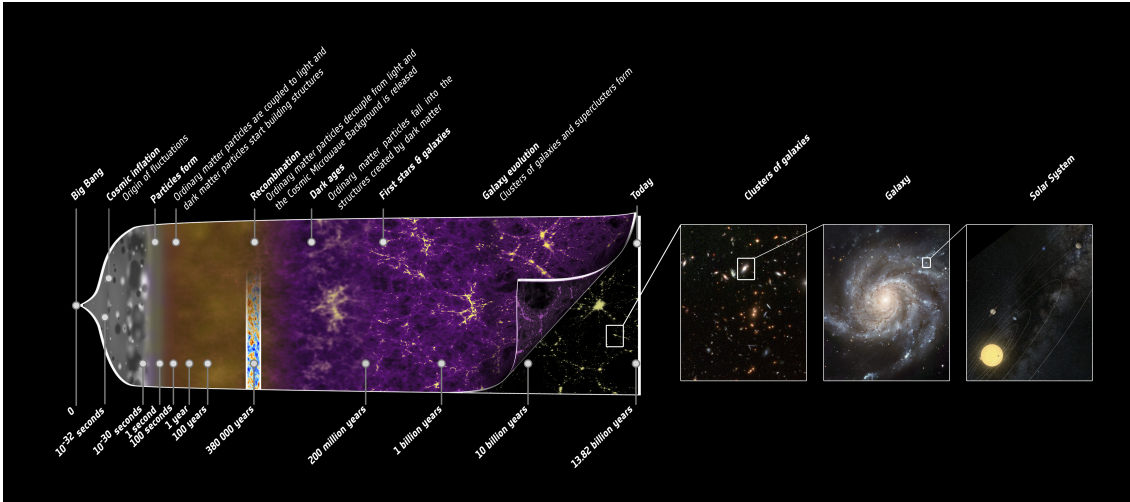 Big Bang
Cosmic inflation
Origin of fluctuations
Particles form
Ordinary matter particles are coupled to light and
dark matter particles start building structures
Recombination
Ordinary matter particles decouple from light and
the Cosmic Microwave Background is released
Dark ages
Ordinary matter particles fall into the
structures created by dark matter
First stars & galaxies
Galaxy evolution
Clusters of galaxies and superclusters form
Today
Clusters of galaxies
Galaxy
Solar System
0
10-32 seconds
10-30 seconds
1 second
100 seconds
1 year
100 years
380 000 years
200 million years
1 billion years
10 billion years
13.82 billion years